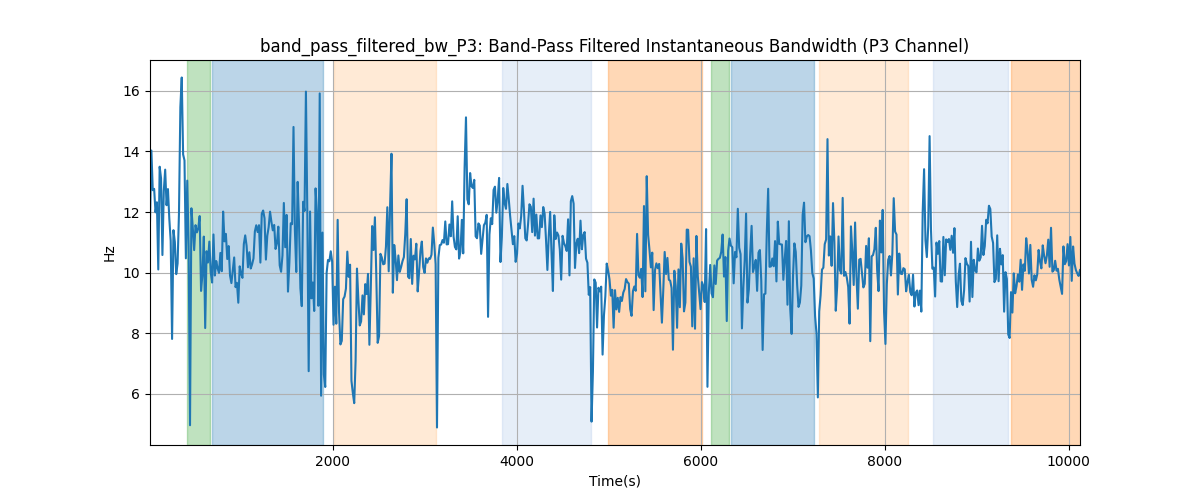 band_pass_filtered_bw_P3: Band-Pass Filtered Instantaneous Bandwidth (P3 Channel)
16
14
12
10
8
6
Hz
2000 4000 6000 8000 10000
Time(s)